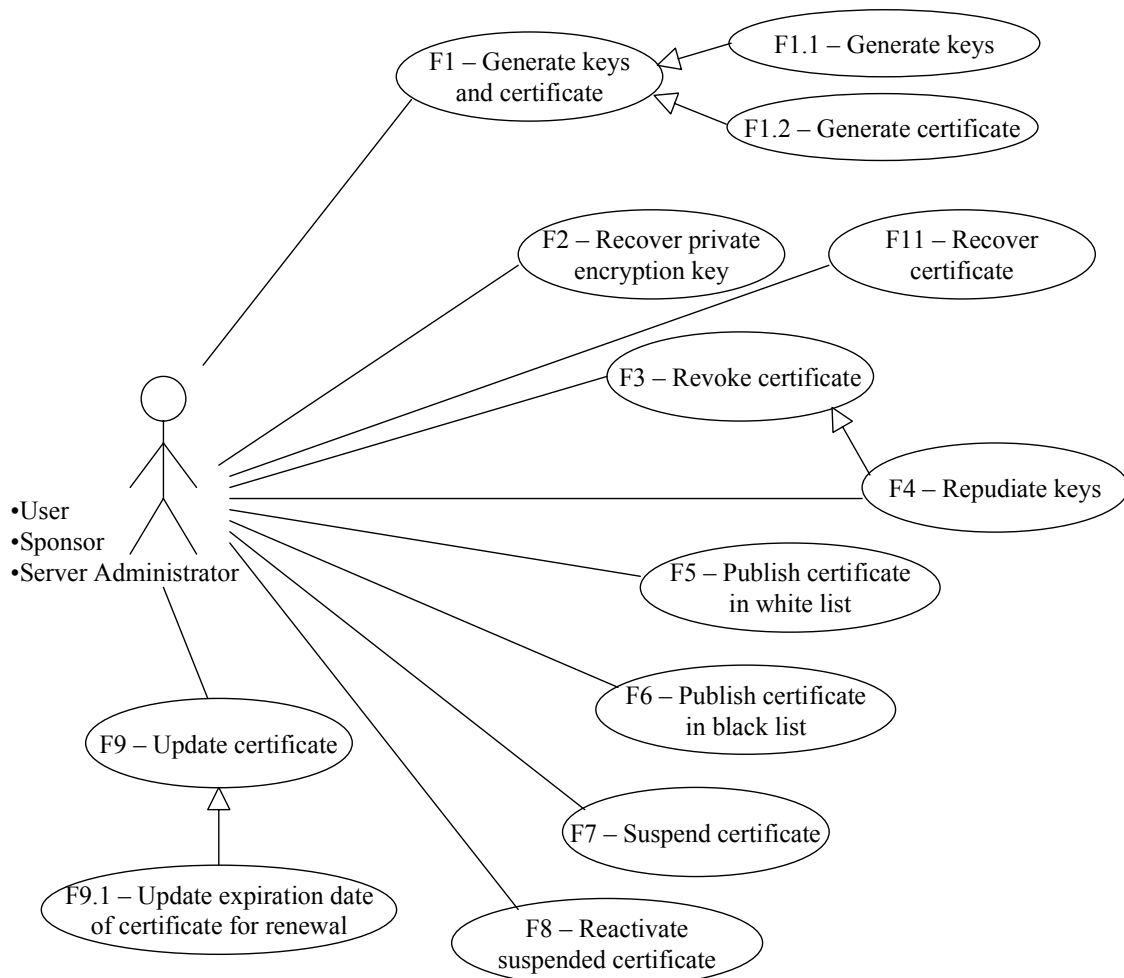 F1 – Generate keys
and certificate
F1.1 – Generate keys
F1.2 – Generate certificate
F2 – Recover private
encryption key
F11 – Recover
certificate
F3 – Revoke certificate
F4 – Repudiate keys
•User
•Sponsor
•Server Administrator
F5 – Publish certificate
in white list
F6 – Publish certificate
in black list
F9 – Update certificate
F7 – Suspend certificate
F9.1 – Update expiration date
of certificate for renewal
F8 – Reactivate
suspended certificate